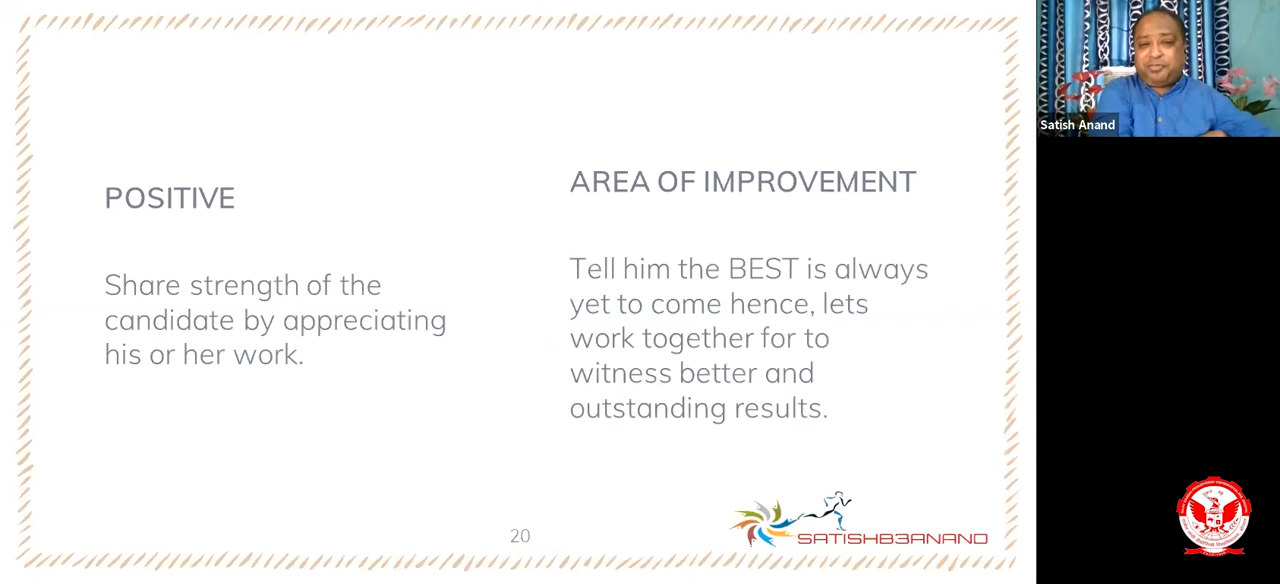 POSITIVE
Share strength of the
candidate by appreciating
his or her work.
AREA OF IMPROVEMENT
Tell him the BEST is always
yet to come hence, lets
work together for to
witness better and
outstanding results.
20
SATISHB3ANAND
Satish Anand